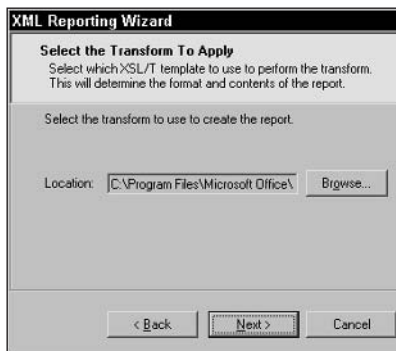 XML Reporting Wizard
Select the Transform To Apply
Select which XSL/T template to use to perform the transform.
This will determine the format and contents of the report.
Select the transform to use to create the report.
Location: C:\Program Files\Microsoft Office\ Browse...
< Back Next > Cancel